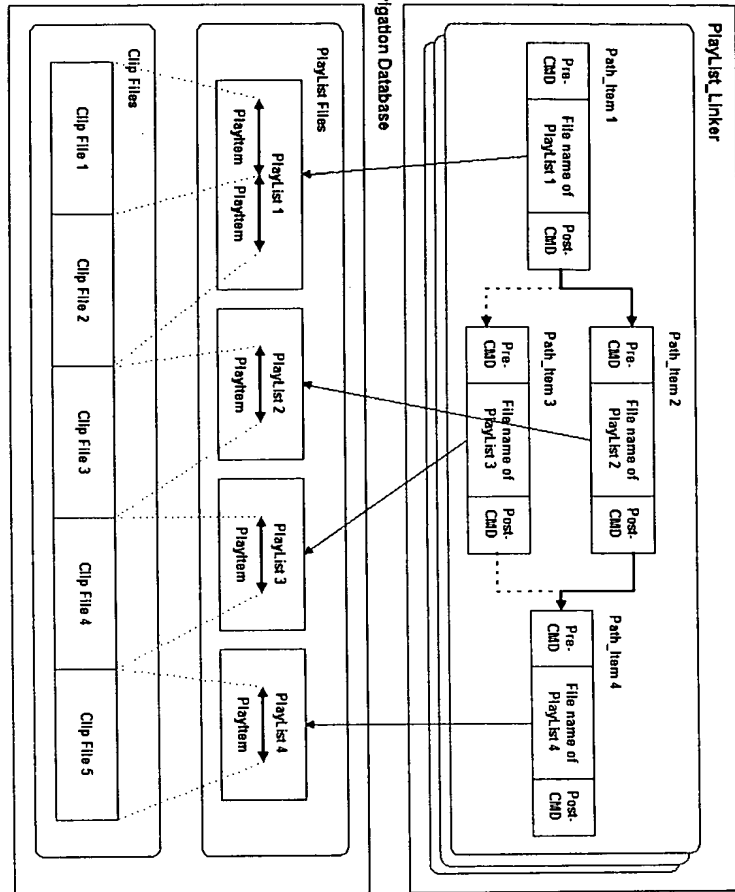 PlayList_Linker
Path_Item 1
Pre-
CMD
File name of
PlayList 1
Post-
CMD
Path_Item 2
Pre-
CMD
File name of
PlayList 2
Post-
CMD
Path_Item 3
Pre-
CMD
File name of
PlayList 3
Post-
CMD
Path_Item 4
Pre-
CMD
File name of
PlayList 4
Post-
CMD
igation Database
PlayList Files
PlayList 1
PlayItem
PlayItem
PlayList 2
PlayItem
PlayList 3
PlayItem
PlayList 4
PlayItem
Clip Files
Clip File 1
Clip File 2
Clip File 3
Clip File 4
Clip File 5